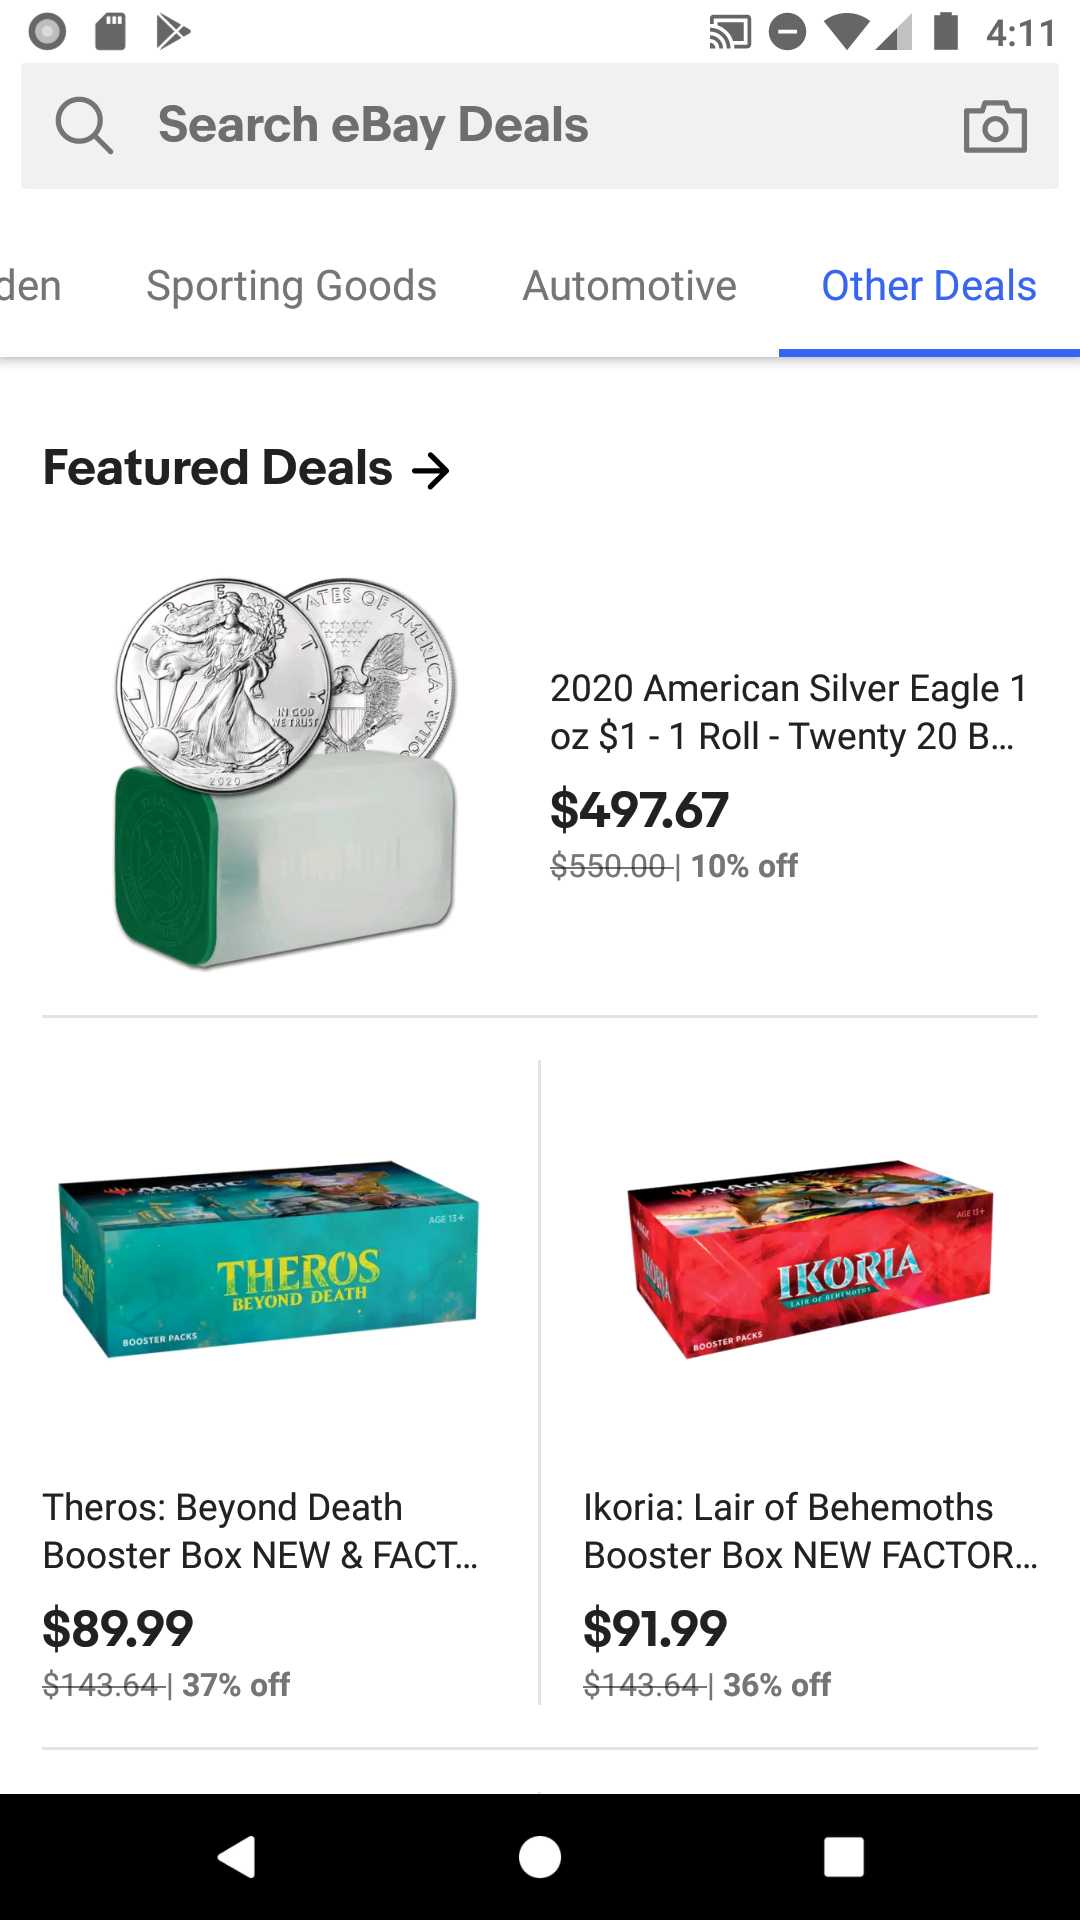 4:11
Search eBay Deals
den Sporting Goods Automotive Other Deals
Featured Deals
LIBERTY
IN GOD
WE TRUST
2020
2020 American Silver Eagle 1
oz $1 - 1 Roll - Twenty 20 B...
$497.67
$550.00 | 10% off
MAGIC
AGE 13+
THEROS
BEYOND DEATH
THEROS
BOOSTER PACKS
MAGIC
AGE 13+
IKORIA
LAIR OF BEHEMOTHS
IKORIA
BOOSTER PACKS
Theros: Beyond Death
Booster Box NEW & FACT...
$89.99
$143.64 | 37% off
Ikoria: Lair of Behemoths
Booster Box NEW FACTOR...
$91.99
$143.64 | 36% off